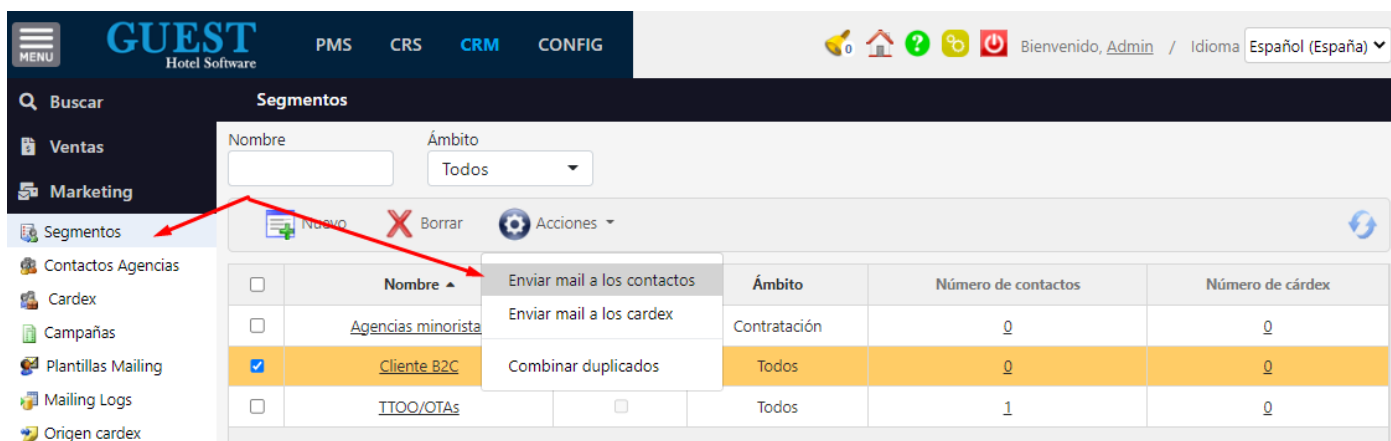 GUEST
Hotel Software
MENU
PMS CRS CRM CONFIG
0
?
Bienvenido, Admin / Idioma Español (España)
Buscar
Ventas
Marketing
Segmentos
Contactos Agencias
Cardex
Campañas
Plantillas Mailing
Mailing Logs
Origen cardex
Segmentos
Nombre Ámbito
Todos
Nuevo Borrar Acciones
Enviar mail a los contactos
Enviar mail a los cardex
Combinar duplicados
Nombre Ámbito Número de contactos Número de cárdex
Agencias minorista Contratación 0 0
Cliente B2C Todos 0 0
TTOO/OTAs Todos 1 0